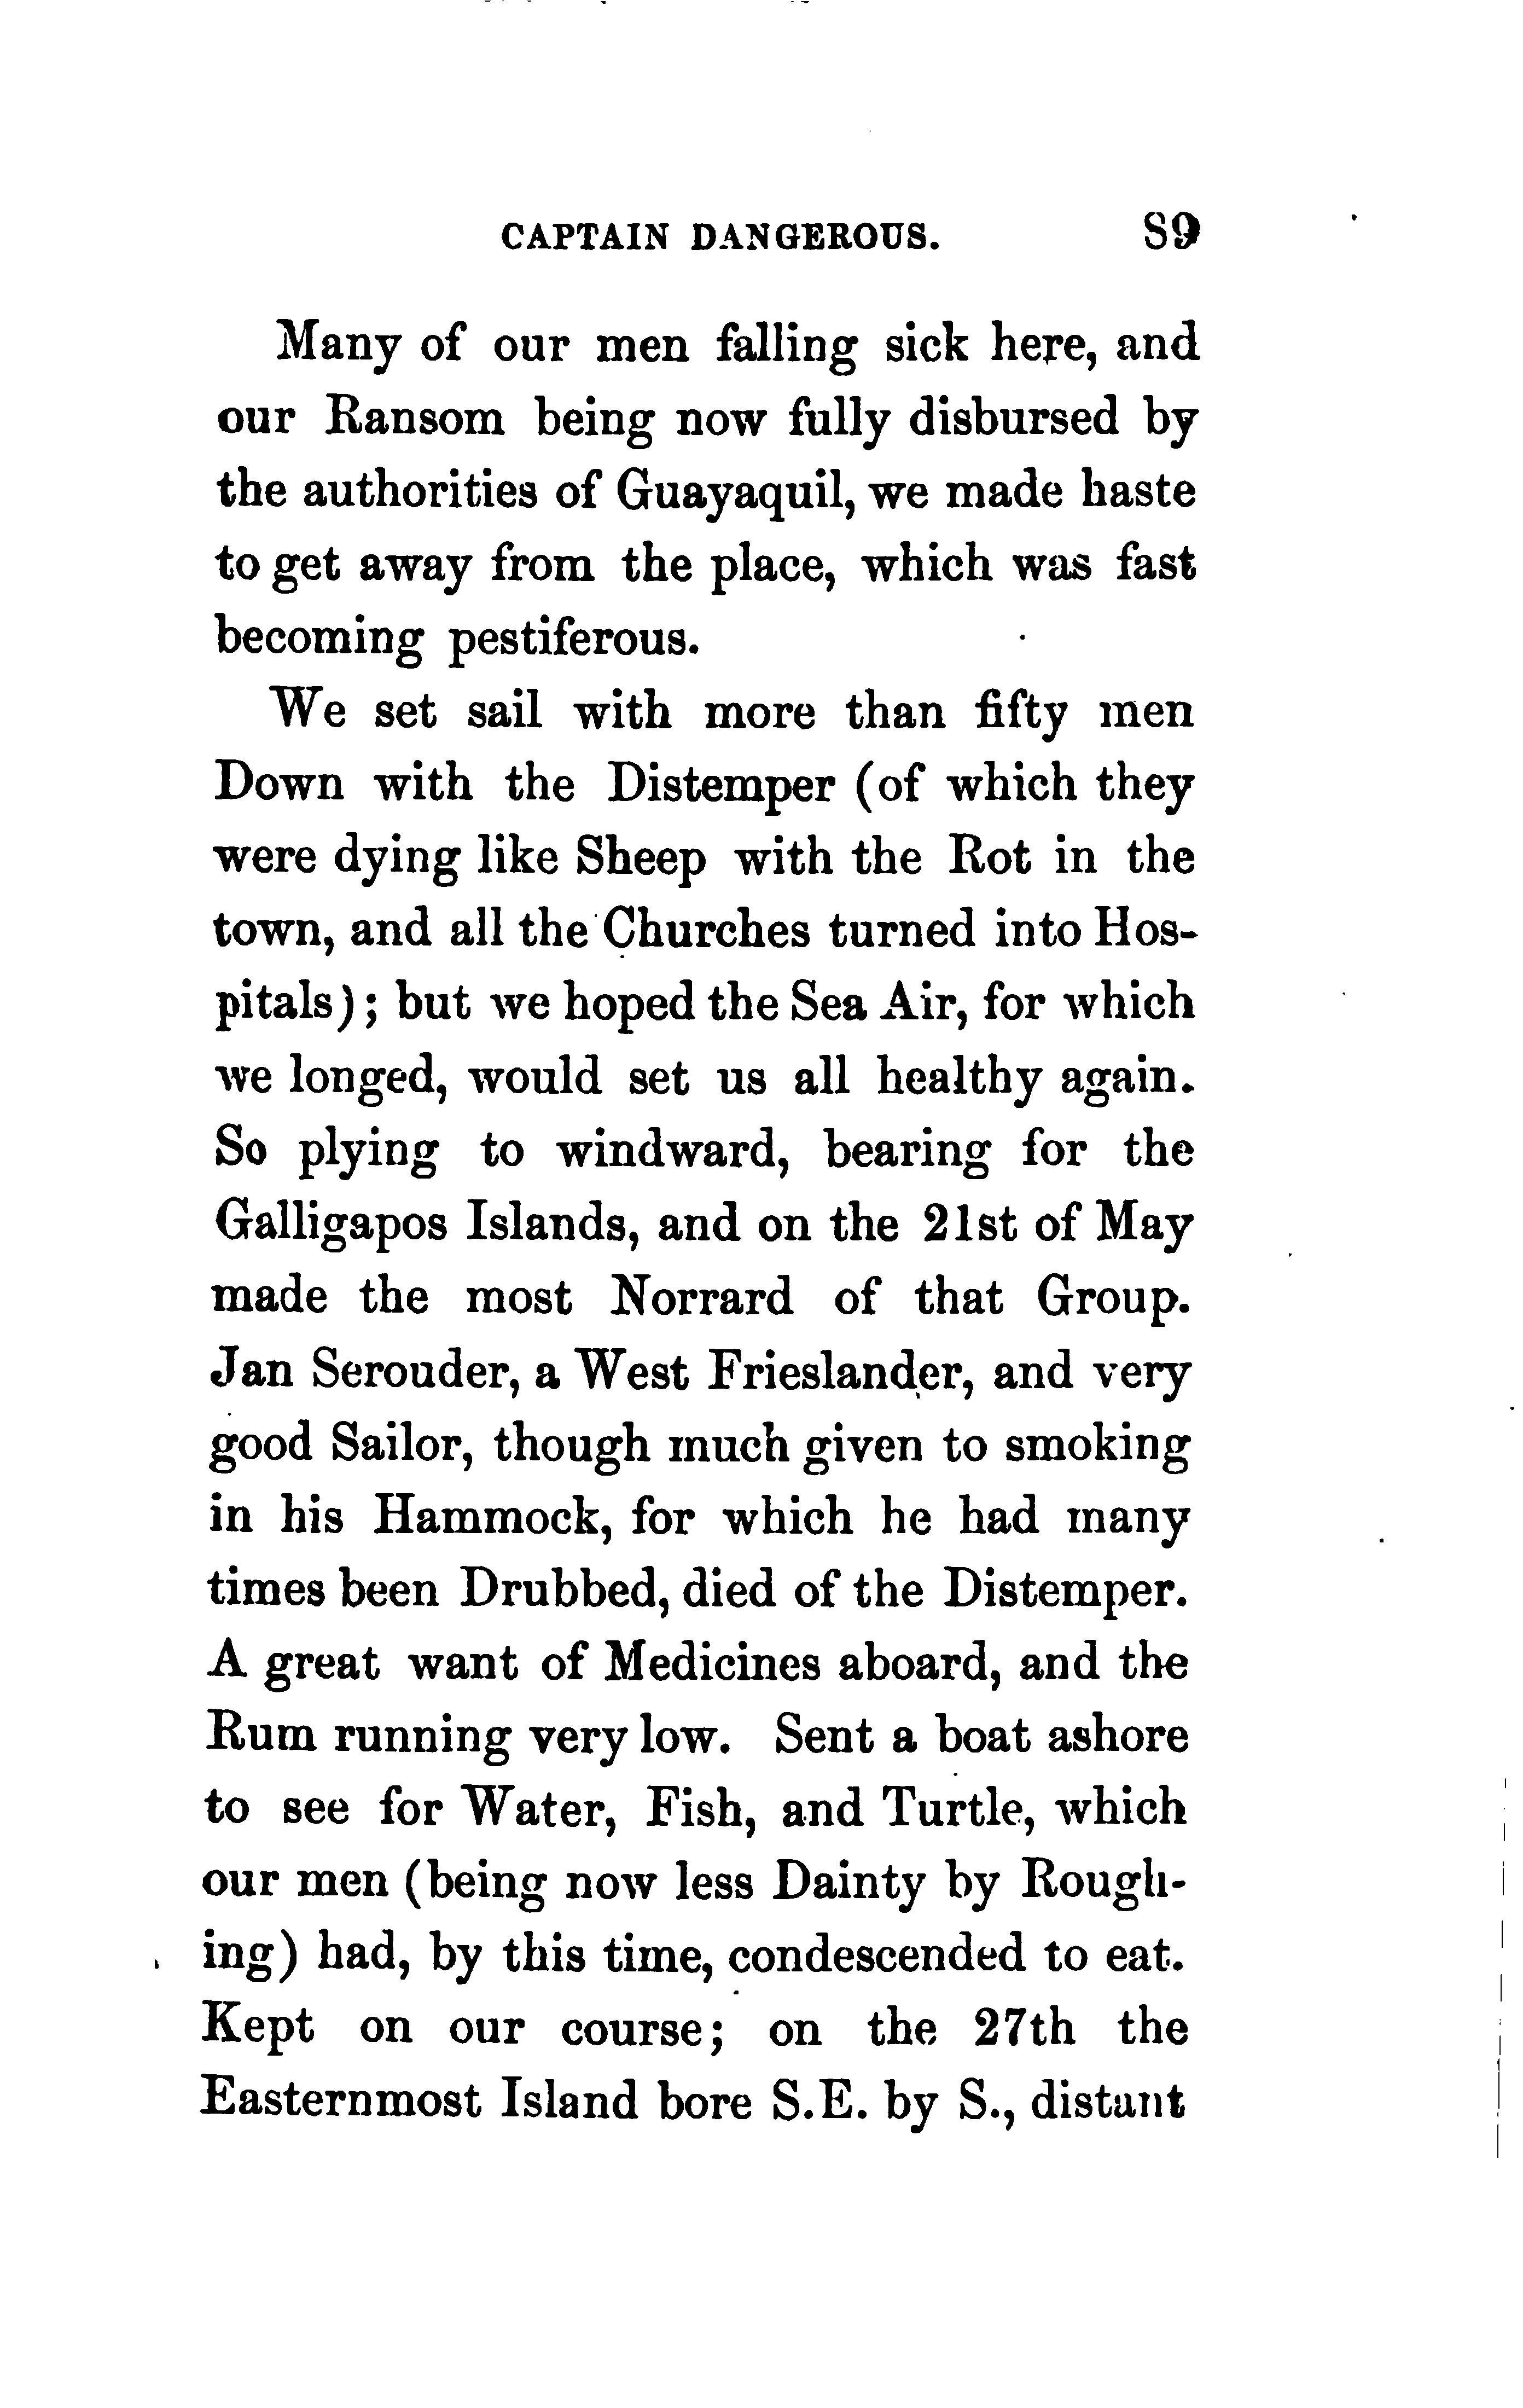 CAPTAIN DANGEROUS. 89
Many of our men falling sick here, and
our Ransom being now fully disbursed by
the authorities of Guayaquil, we made haste
to get away from the place, which was fast
becoming pestiferous.
We set sail with more than fifty men
Down with the Distemper (of which they
were dying like Sheep with the Rot in the
town, and all the Churches turned into Hos-
pitals); but we hoped the Sea Air, for which
we longed, would set us all healthy again.
So plying to windward, bearing for the
Galligapos Islands, and on the 21st of May
made the most Norrard of that Group.
Jan Serouder, a West Frieslander, and very
good Sailor, though much given to smoking
in his Hammock, for which he had many
times been Drubbed, died of the Distemper.
A great want of Medicines aboard, and the
Rum running very low. Sent a boat ashore
to see for Water, Fish, and Turtle, which
our men (being now less Dainty by Rough-
ing) had, by this time, condescended to eat.
Kept on our course; on the 27th the
Easternmost Island bore S.E. by S., distant